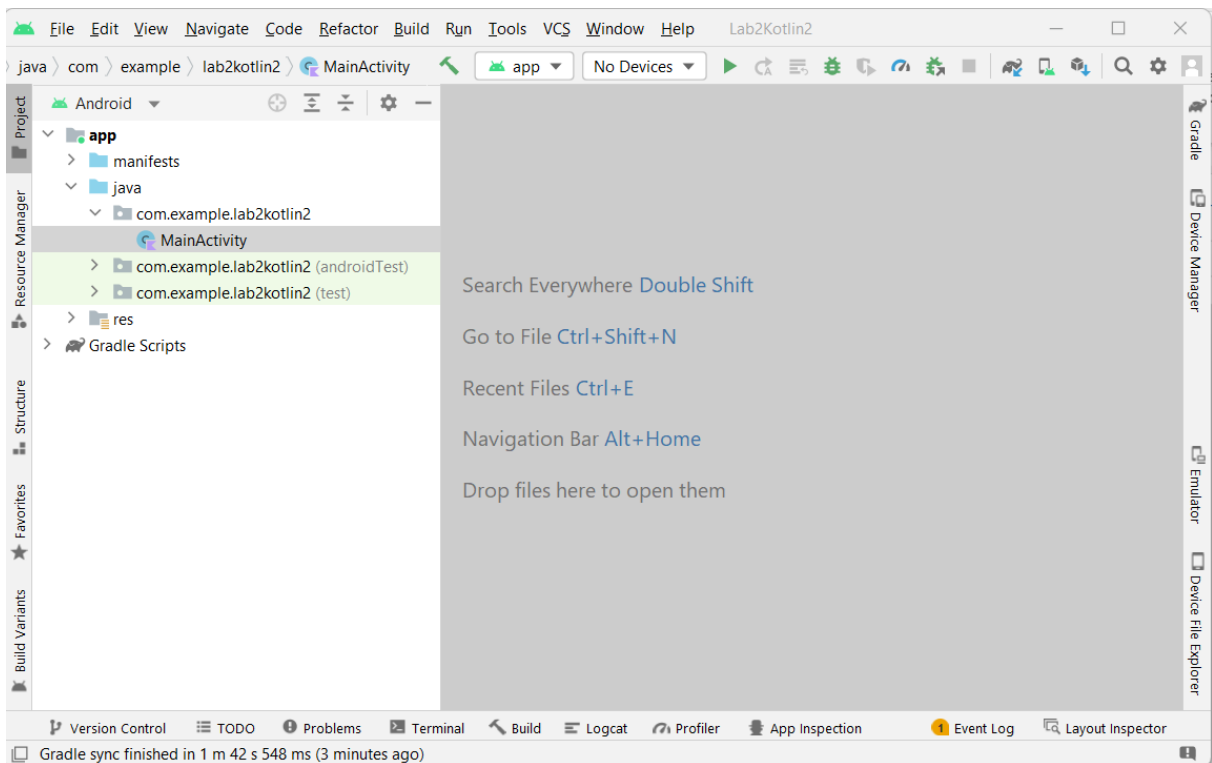 File Edit View Navigate Code Refactor Build Run Tools VCS Window Help Lab2Kotlin2
java com example lab2kotlin2 MainActivity app No Devices
Project
Resource Manager
Structure
Favorites
Build Variants
Android
app
manifests
java
com.example.lab2kotlin2
MainActivity
com.example.lab2kotlin2 (androidTest)
com.example.lab2kotlin2 (test)
res
Gradle Scripts
Search Everywhere Double Shift
Go to File Ctrl+Shift+N
Recent Files Ctrl+E
Navigation Bar Alt+Home
Drop files here to open them
Gradle
Device Manager
Emulator
Device File Explorer
Version Control TODO Problems Terminal Build Logcat Profiler App Inspection 1 Event Log Layout Inspector
Gradle sync finished in 1 m 42 s 548 ms (3 minutes ago)